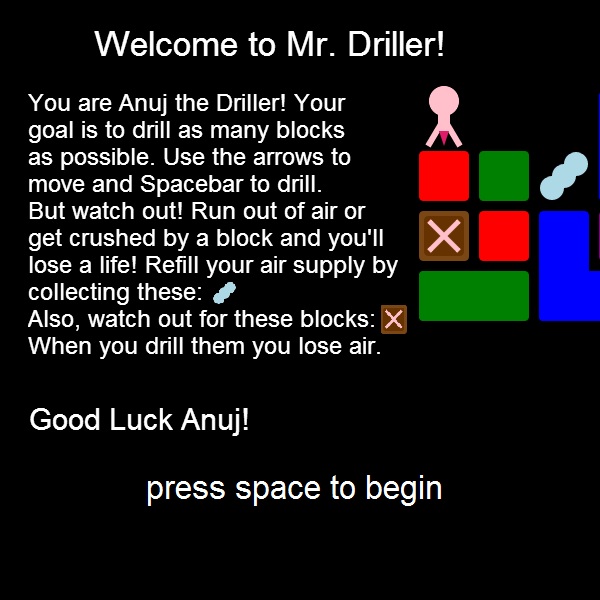 Welcome to Mr. Driller!
You are Anuj the Driller! Your
goal is to drill as many blocks
as possible. Use the arrows to
move and Spacebar to drill.
But watch out! Run out of air or
get crushed by a block and you'll
lose a life! Refill your air supply by
collecting these:
Also, watch out for these blocks:
When you drill them you lose air.
Good Luck Anuj!
press space to begin